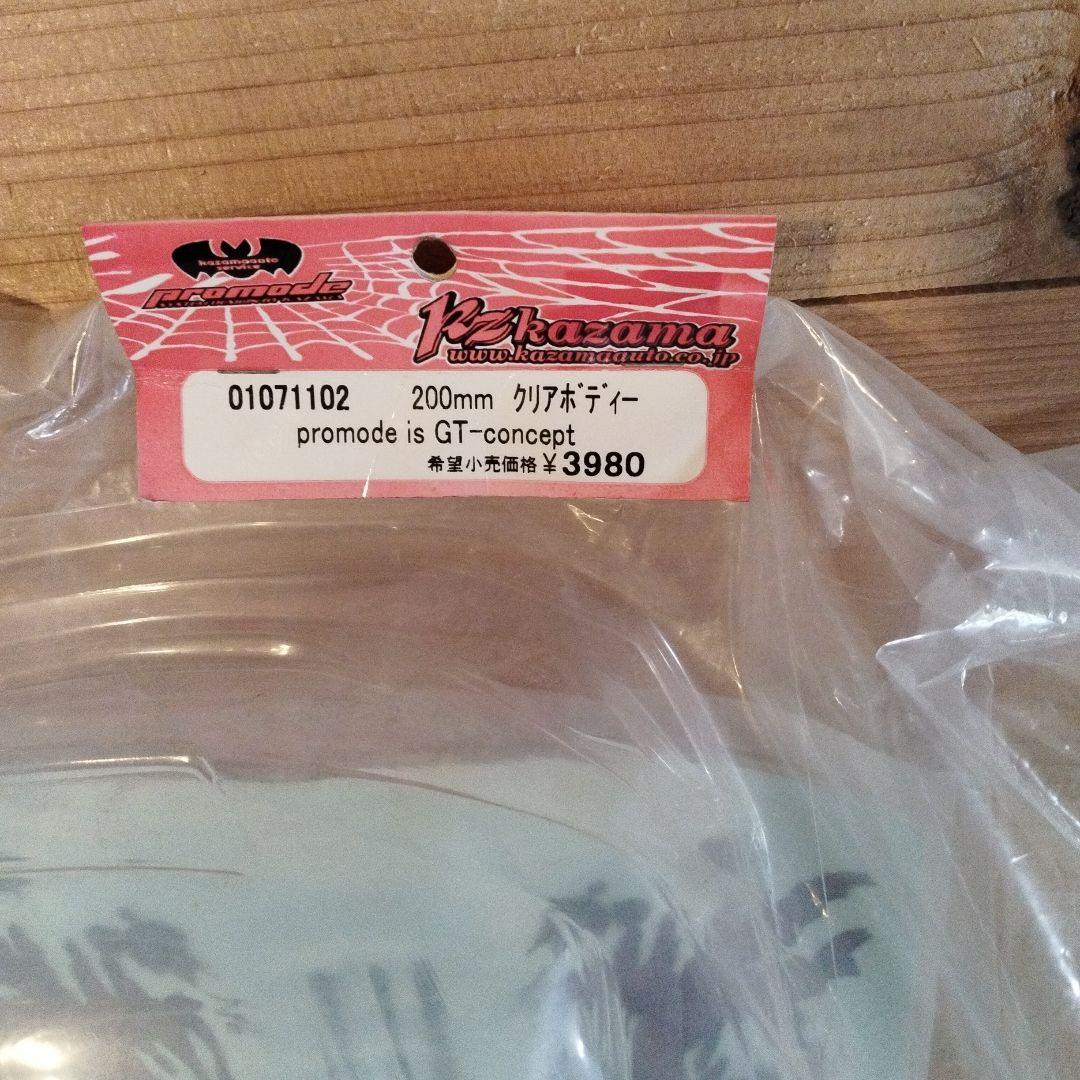 kazamaauto
service
promode
Rz kazama
www.kazamaauto.co.jp
01071102 200mm クリアボディー
promode is GT-concept
希望小売価格¥3980